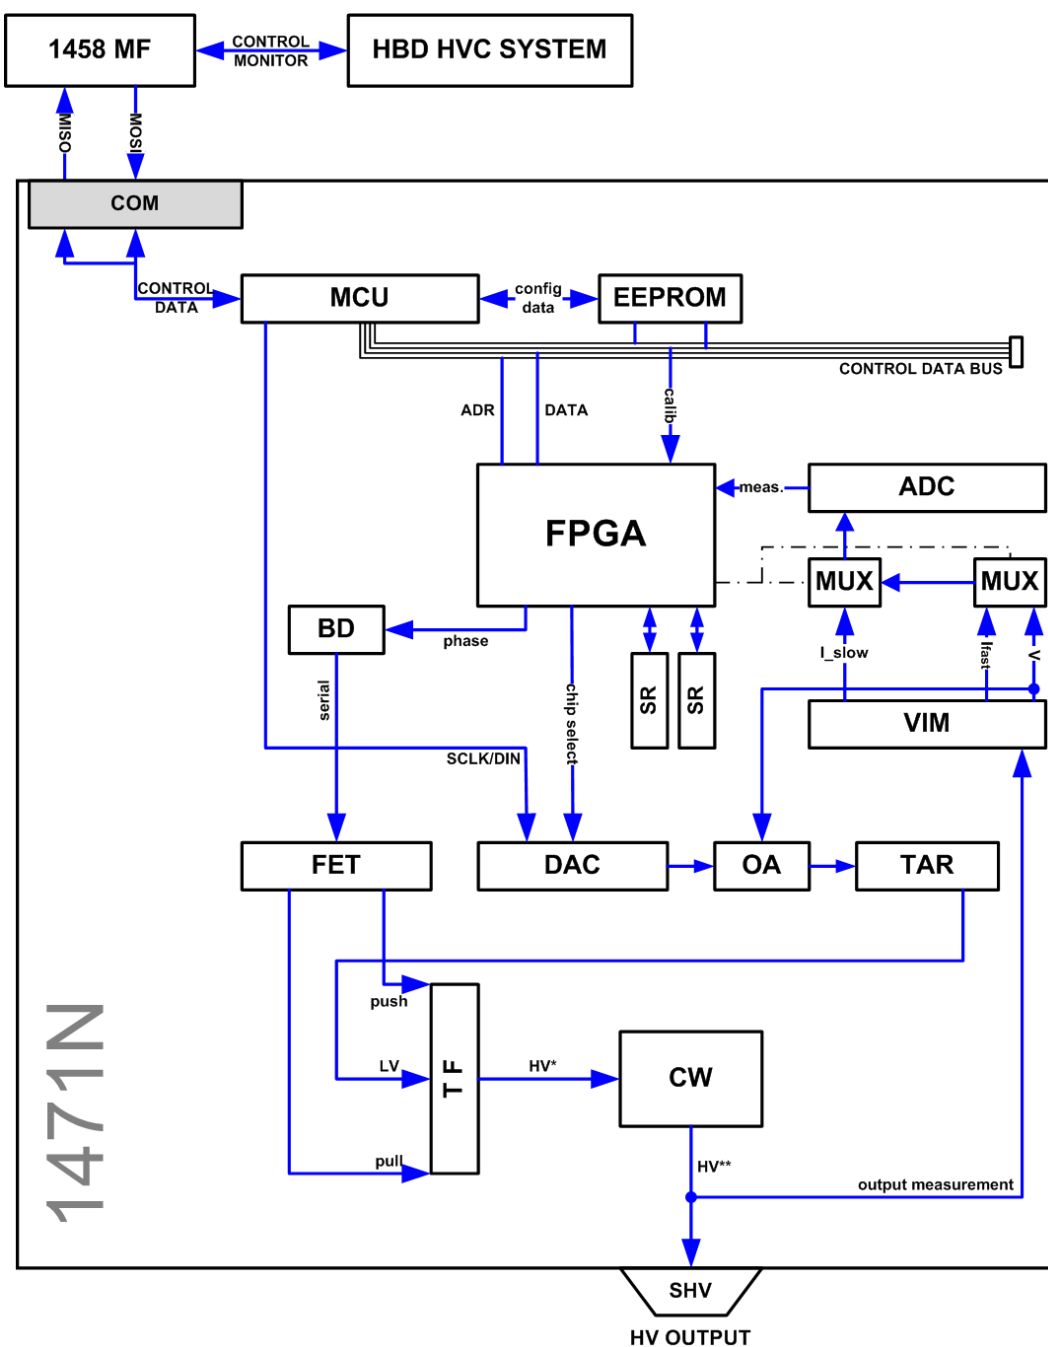 1458 MF
CONTROL
MONITOR
HBD HVC SYSTEM
MISO
MOSI
COM
CONTROL
DATA
MCU
config
data
EEPROM
CONTROL DATA BUS
ADR
DATA
calib
FPGA
meas.
ADC
MUX
MUX
BD
phase
I_slow
Ifast
V
serial
chip select
SR
SR
VIM
SCLK/DIN
FET
DAC
OA
TAR
push
LV
pull
T F
HV*
CW
HV**
output measurement
1471N
SHV
HV OUTPUT